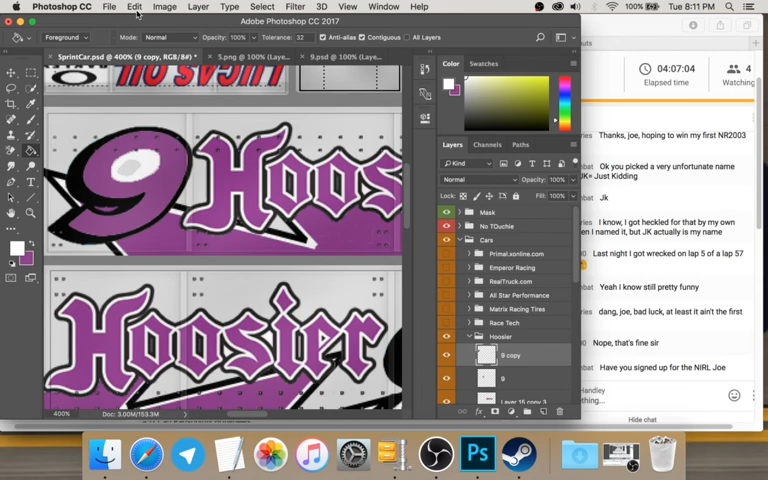 Photoshop CC File Edit Image Layer Type Select Filter 3D View Window Help 100% Tue 8:11 PM
Adobe Photoshop CC 2017
Foreground Mode: Normal Opacity: 100% Tolerance: 32 Anti-alias Contiguous All Layers
SprintCar.psd @ 400% (9 copy, RGB/8#) * 5.png @ 100% (Laye... 9.psd @ 100% (Laye...
9 Hoos
Hoosier
400% Doc: 3.00M/153.3M
Color Swatches
Layers Channels Paths
Kind
Normal Opacity: 100%
Lock: Fill: 100%
Mask
No TOuchie
Cars
Primal.xonline.com
Emperor Racing
RealTruck.com
All Star Performance
Matrix Racing Tires
Race Tech
Hoosier
9 copy
9
Layer 16 copy 3
fx
04:07:04
Elapsed time
4
Watching
Thanks, joe, hoping to win my first NR2003
Ok you picked a very unfortunate name
JK= Just Kidding
Jk
I know, I got heckled for that by my own
I named it, but JK actually is my name
Last night I got wrecked on lap 5 of a lap 57
Yeah I know still pretty funny
dang, joe, bad luck, at least it ain't the first
Nope, that's fine sir
Have you signed up for the NIRL Joe
Handley
Hide chat
Ps